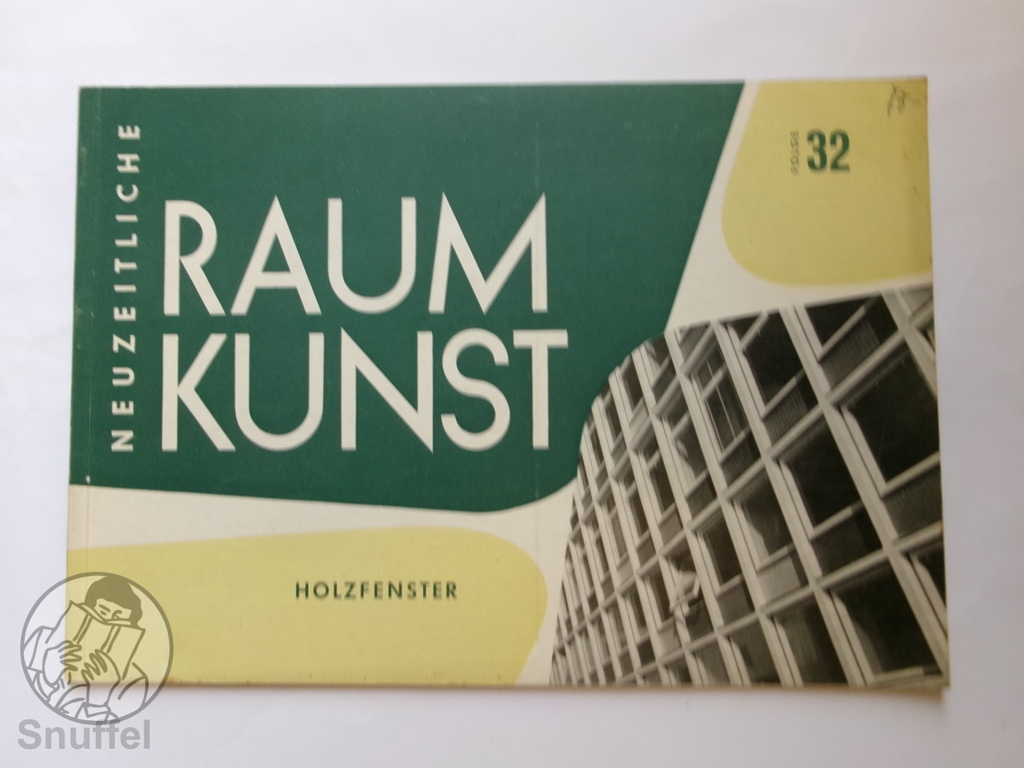 NEUZEITLICHE
RAUM
KUNST
FOLGE
32
HOLZFENSTER
Snuffel